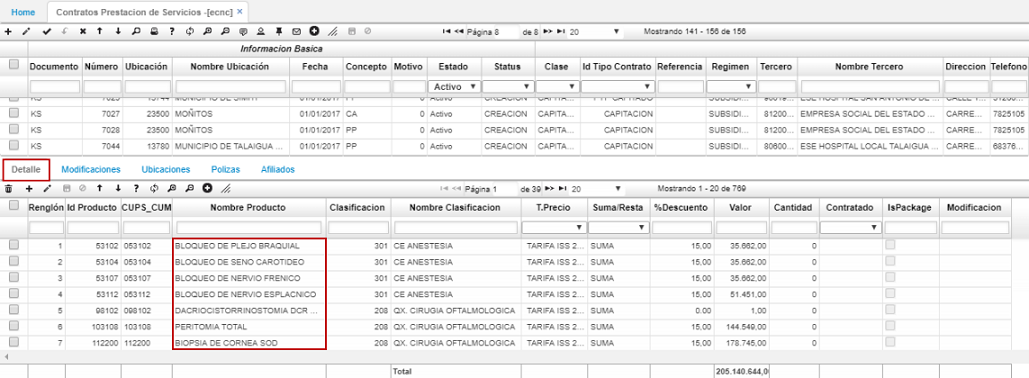 Home Contratos Prestacion de Servicios -[ecnc] ×
Página 8 de 8 20 Mostrando 141 - 156 de 156
Informacion Basica
Documento Número Ubicación Nombre Ubicación Fecha Concepto Motivo Estado Status Clase Id Tipo Contrato Referencia Regimen Tercero Nombre Tercero Direccion Telefono
Activo
KS 7027 23500 MOÑITOS 01/01/2017 CA 0 Activo CREACION CAPITA... CAPITACION SUBSIDI... 81200... EMPRESA SOCIAL DEL ESTADO ... CARRE... 7825105
KS 7028 23500 MOÑITOS 01/01/2017 PP 0 Activo CREACION CAPITA... CAPITACION SUBSIDI... 81200... EMPRESA SOCIAL DEL ESTADO ... CARRE... 7825105
KS 7044 13780 MUNICIPIO DE TALAIGUA ... 01/01/2017 PP 0 Activo CREACION CAPITA... CAPITACION SUBSIDI... 80600... ESE HOSPITAL LOCAL TALAIGUA ... CARRE... 68376...
Detalle Modificaciones Ubicaciones Polizas Afiliados
Página 1 de 39 20 Mostrando 1 - 20 de 769
Renglón Id Producto CUPS_CUM Nombre Producto Clasificacion Nombre Clasificacion T.Precio Suma/Resta %Descuento Valor Cantidad Contratado IsPackage Modificacion
1 53102 053102 BLOQUEO DE PLEJO BRAQUIAL 301 CE ANESTESIA TARIFA ISS 2... SUMA 15,00 35.662,00 0
2 53104 053104 BLOQUEO DE SENO CAROTIDEO 301 CE ANESTESIA TARIFA ISS 2... SUMA 15,00 35.662,00 0
3 53107 053107 BLOQUEO DE NERVIO FRENICO 301 CE ANESTESIA TARIFA ISS 2... SUMA 15,00 35.662,00 0
4 53112 053112 BLOQUEO DE NERVIO ESPLACNICO 301 CE ANESTESIA TARIFA ISS 2... SUMA 15,00 51.451,00 0
5 98102 098102 DACRIOCISTORRINOSTOMIA DCR ... 208 QX. CIRUGIA OFTALMOLOGICA TARIFA ISS 2... SUMA 0.00 1,00 0
6 103108 103108 PERITOMIA TOTAL 208 QX. CIRUGIA OFTALMOLOGICA TARIFA ISS 2... SUMA 15,00 144.549,00 0
7 112200 112200 BIOPSIA DE CORNEA SOD 208 QX. CIRUGIA OFTALMOLOGICA TARIFA ISS 2... SUMA 15,00 178.745,00 0
Total 205.140.644,0